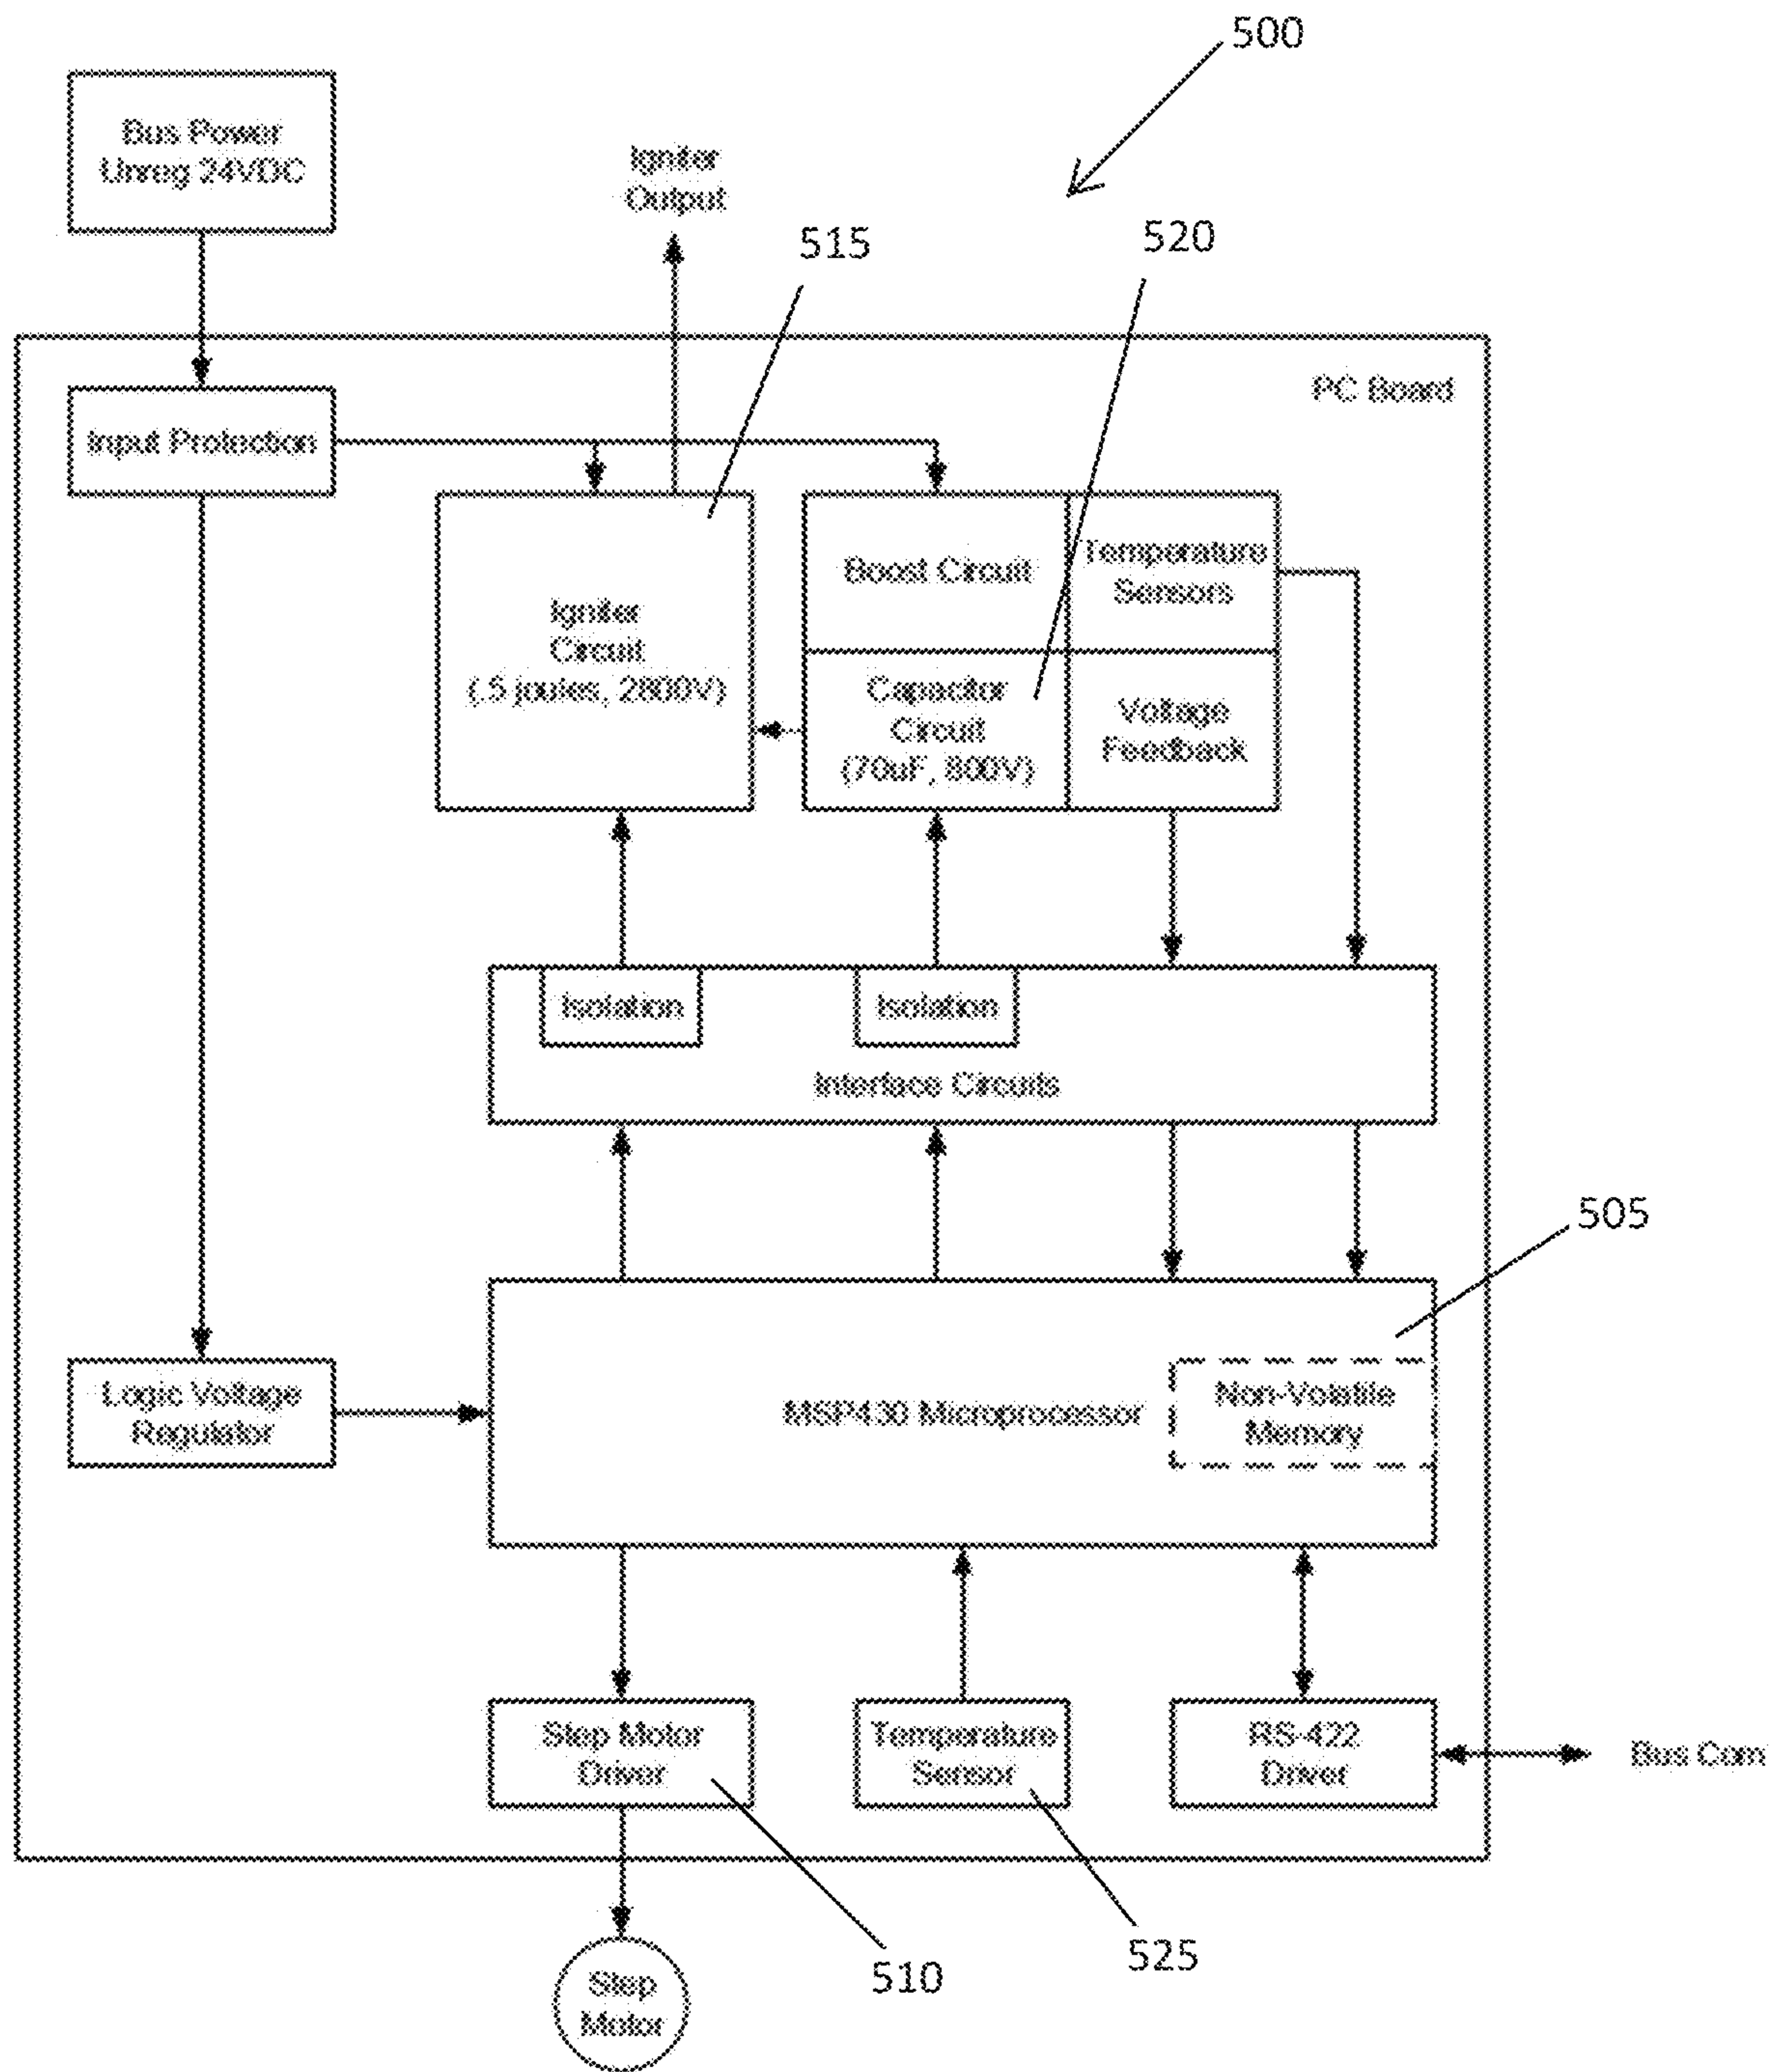 500
Bus Power
Unreg 24VDC
Igniter
Output
515
520
PC Board
Input Protection
Boost Circuit
Temperature
Sensors
Igniter
Circuit
(.5 joules, 2800V)
Capacitor
Circuit
(70uF, 800V)
Voltage
Feedback
Isolation
Isolation
Interface Circuits
505
Logic Voltage
Regulator
MSP430 Microprocessor
Non-Volatile
Memory
Step Motor
Driver
Temperature
Sensor
RS-422
Driver
Bus Com
510
525
Step
Motor